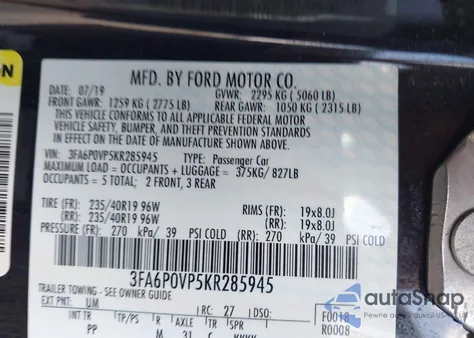 ON
MFD. BY FORD MOTOR CO.
DATE: 07/19 GVWR: 2295 KG ( 5060 LB)
FRONT GAWR: 1259 KG ( 2775 LB) REAR GAWR: 1050 KG ( 2315 LB)
THIS VEHICLE CONFORMS TO ALL APPLICABLE FEDERAL
MOTOR VEHICLE SAFETY, BUMPER, AND THEFT PREVENTION
STANDARDS IN EFFECT ON THE DATE OF MANUFACTURE SHOWN ABOVE.
VIN: 3FA6P0VP5KR285945 TYPE: Passenger Car
MAXIMUM LOAD = OCCUPANTS + LUGGAGE = 375KG/ 827LB
OCCUPANTS = 5 TOTAL; 2 FRONT, 3 REAR
TIRE (FR): 235/40R19 96W RIMS (FR): 19x8.0J
(RR): 235/40R19 96W (RR): 19x8.0J
PRESSURE (FR): 270 kPa/ 39 PSI COLD (RR): 270 kPa/ 39 PSI COLD
3FA6P0VP5KR285945
TRAILER TOWING – SEE OWNER GUIDE
EXT PNT: UM RC: 27 DSO: F0018
INT TR TP/PS R AXLE TR SPR R0008
PP M 31
autoSnap